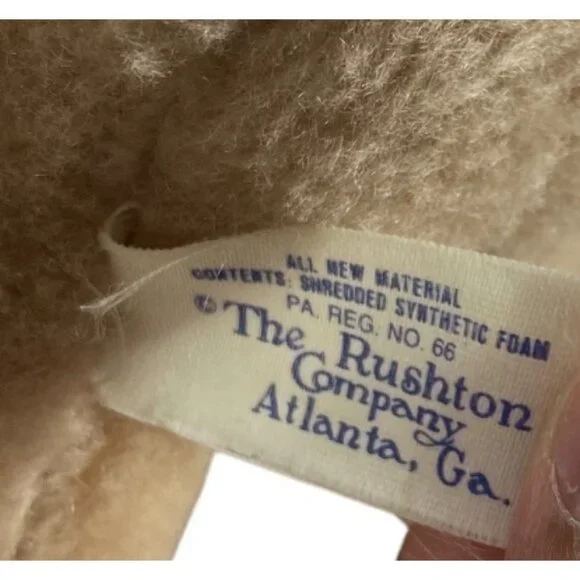 ALL NEW MATERIAL
CONTENTS: SHREDDED SYNTHETIC FOAM
PA. REG. NO. 66
© The Rushton
Company
Atlanta, Ga.